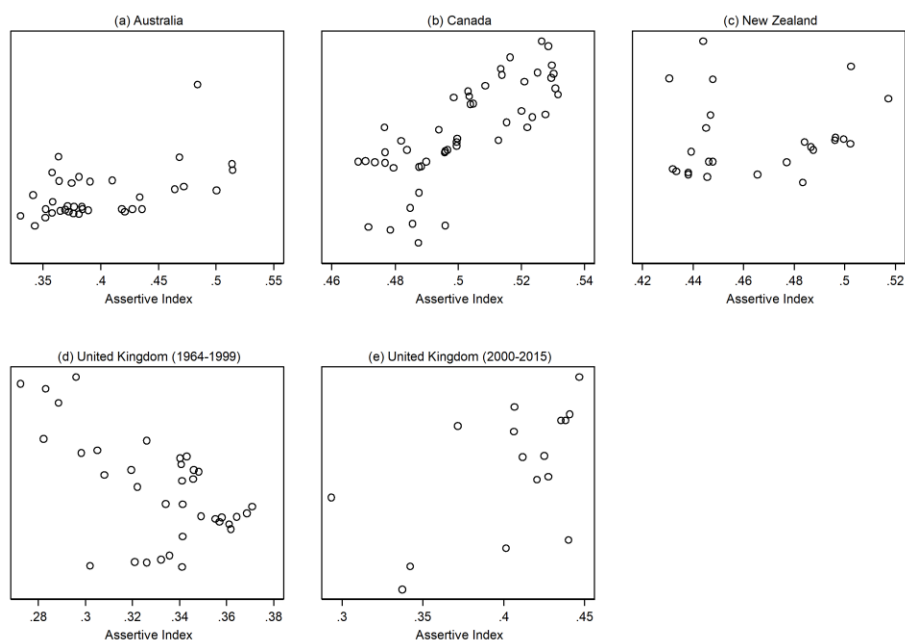 (a) Australia
(b) Canada
(c) New Zealand
.35 .4 .45 .5 .55
.46 .48 .5 .52 .54
.42 .44 .46 .48 .5 .52
Assertive Index
Assertive Index
Assertive Index
(d) United Kingdom (1964-1999)
(e) United Kingdom (2000-2015)
.28 .3 .32 .34 .36 .38
.3 .35 .4 .45
Assertive Index
Assertive Index